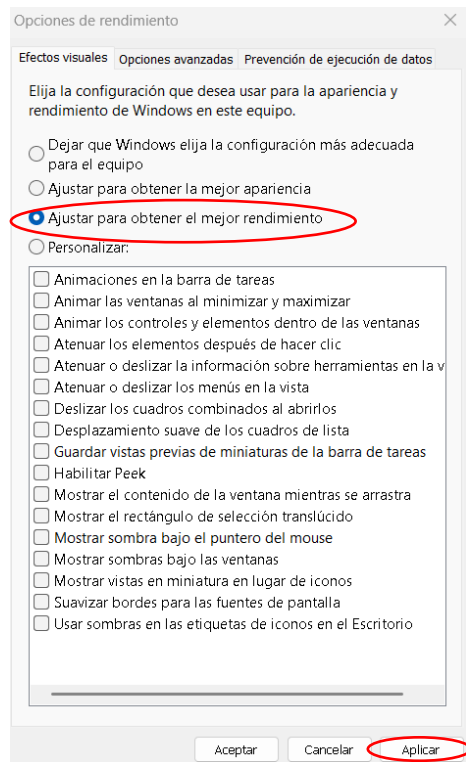 Opciones de rendimiento
Efectos visuales Opciones avanzadas Prevención de ejecución de datos
Elija la configuración que desea usar para la apariencia y
rendimiento de Windows en este equipo.
Dejar que Windows elija la configuración más adecuada
para el equipo
Ajustar para obtener la mejor apariencia
Ajustar para obtener el mejor rendimiento
Personalizar:
Animaciones en la barra de tareas
Animar las ventanas al minimizar y maximizar
Animar los controles y elementos dentro de las ventanas
Atenuar los elementos después de hacer clic
Atenuar o deslizar la información sobre herramientas en la v
Atenuar o deslizar los menús en la vista
Deslizar los cuadros combinados al abrirlos
Desplazamiento suave de los cuadros de lista
Guardar vistas previas de miniaturas de la barra de tareas
Habilitar Peek
Mostrar el contenido de la ventana mientras se arrastra
Mostrar el rectángulo de selección translúcido
Mostrar sombra bajo el puntero del mouse
Mostrar sombras bajo las ventanas
Mostrar vistas en miniatura en lugar de iconos
Suavizar bordes para las fuentes de pantalla
Usar sombras en las etiquetas de iconos en el Escritorio
Aceptar Cancelar Aplicar